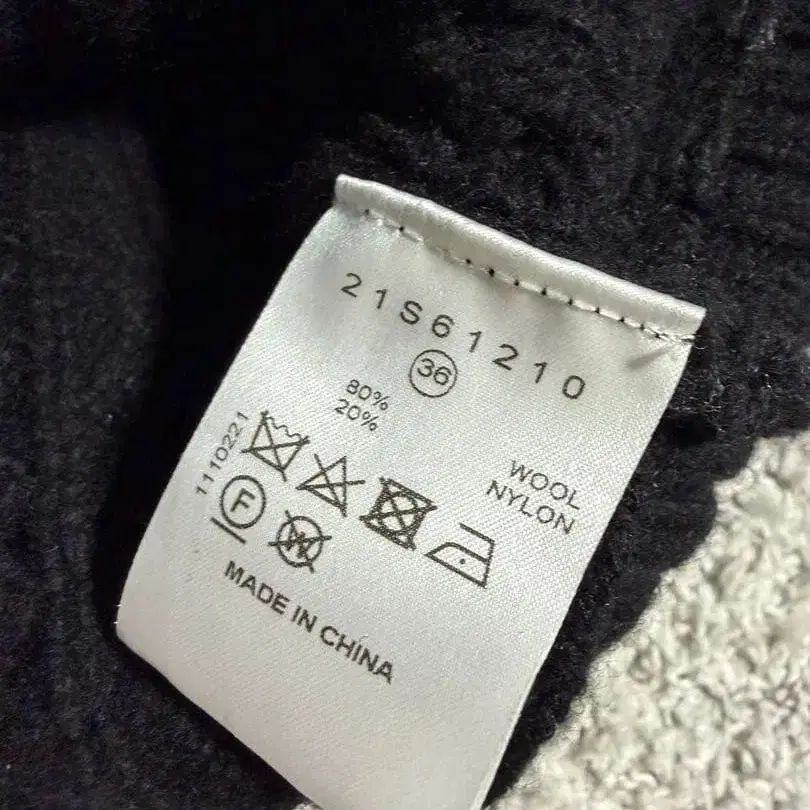 21S61210
36
80% WOOL
20% NYLON
1110221
F W
MADE IN CHINA